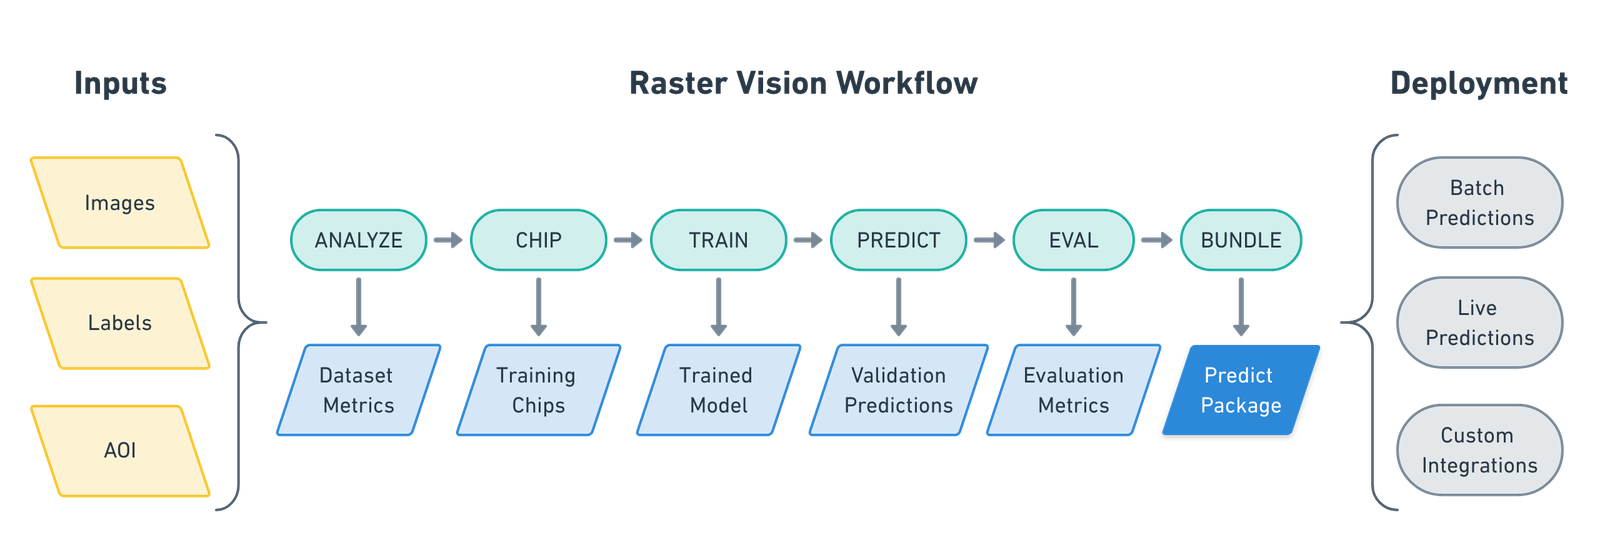 Inputs
Raster Vision Workflow
Deployment
Images
Labels
AOI
ANALYZE
CHIP
TRAIN
PREDICT
EVAL
BUNDLE
Dataset
Metrics
Training
Chips
Trained
Model
Validation
Predictions
Evaluation
Metrics
Predict
Package
Batch
Predictions
Live
Predictions
Custom
Integrations